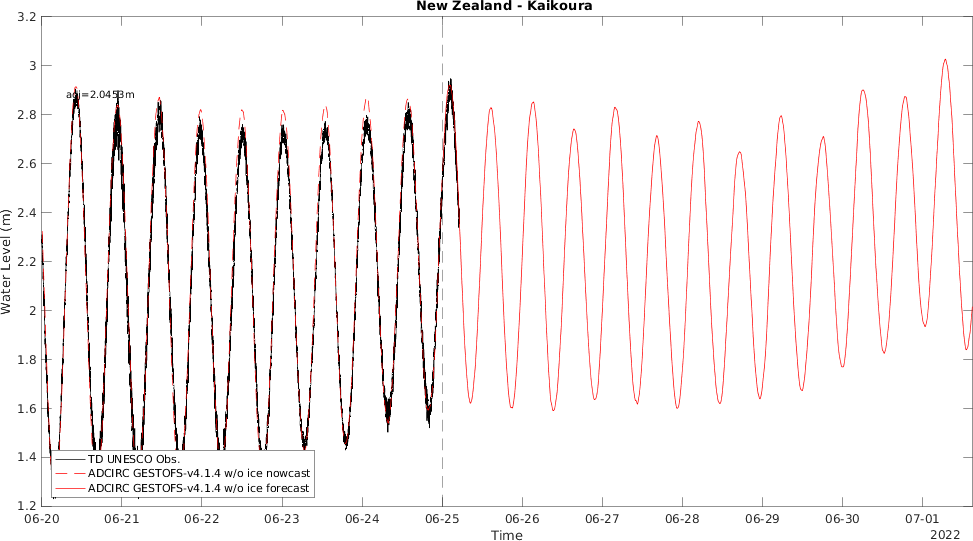 New Zealand - Kaikoura
Water Level (m)
3.2
3
2.8
2.6
2.4
2.2
2
1.8
1.6
1.4
1.2
adj=2.0453m
TD UNESCO Obs.
ADCIRC GESTOFS-v4.1.4 w/o ice nowcast
ADCIRC GESTOFS-v4.1.4 w/o ice forecast
06-20 06-21 06-22 06-23 06-24 06-25 06-26 06-27 06-28 06-29 06-30 07-01
2022
Time